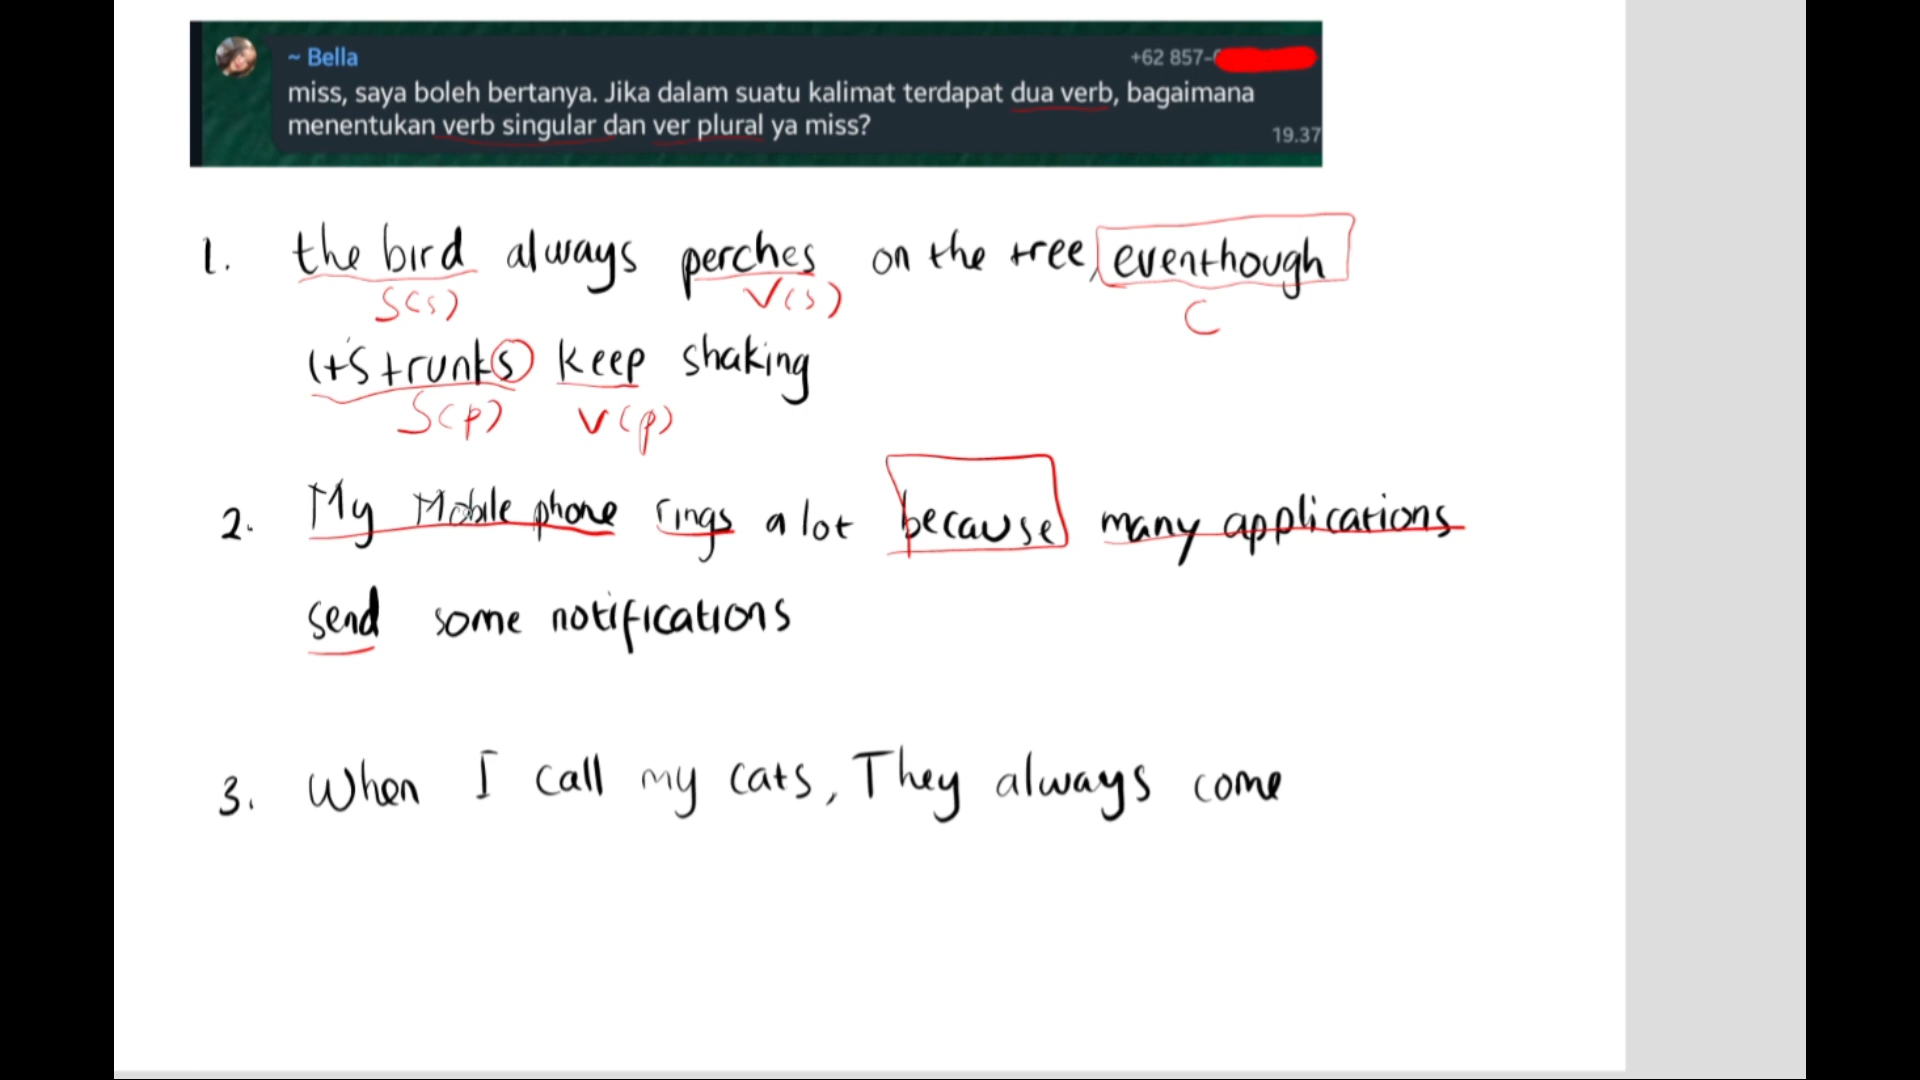 ~ Bella
+62 857-
miss, saya boleh bertanya. Jika dalam suatu kalimat terdapat dua verb, bagaimana
menentukan verb singular dan ver plural ya miss?
19.37
1. the bird always perches on the tree, eventhough
S(s) V(s) C
it's trunks keep shaking
S(p) V(p)
2. My Mobile phone rings a lot because many applications
send some notifications
3. When I call my cats, They always come